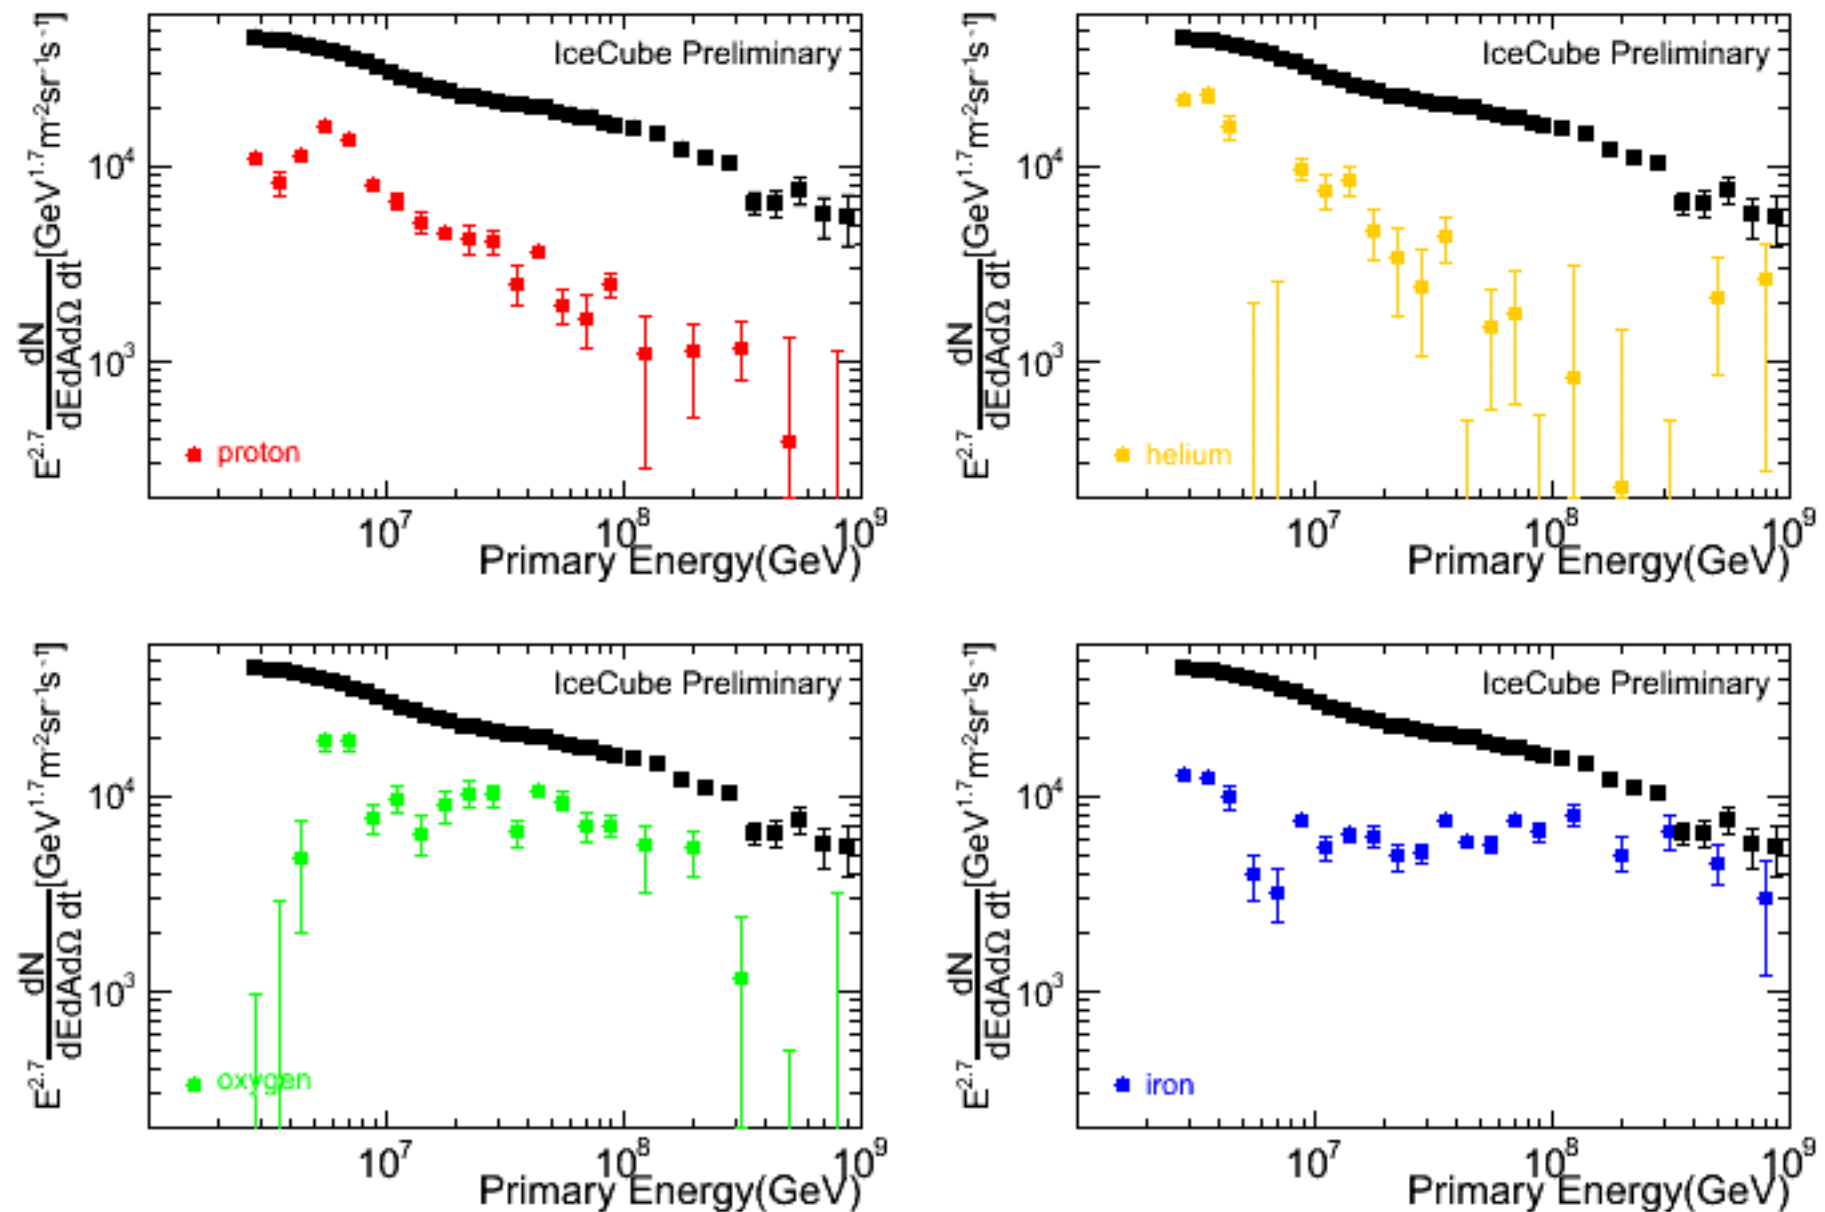 IceCube Preliminary
E^2.7 dN/dEdAdΩ dt [GeV^1.7 m^-2 sr^-1 s^-1]
10^4
10^3
proton
10^7 10^8 10^9
Primary Energy(GeV)
IceCube Preliminary
E^2.7 dN/dEdAdΩ dt [GeV^1.7 m^-2 sr^-1 s^-1]
10^4
10^3
helium
10^7 10^8 10^9
Primary Energy(GeV)
IceCube Preliminary
E^2.7 dN/dEdAdΩ dt [GeV^1.7 m^-2 sr^-1 s^-1]
10^4
10^3
oxygen
10^7 10^8 10^9
Primary Energy(GeV)
IceCube Preliminary
E^2.7 dN/dEdAdΩ dt [GeV^1.7 m^-2 sr^-1 s^-1]
10^4
10^3
iron
10^7 10^8 10^9
Primary Energy(GeV)